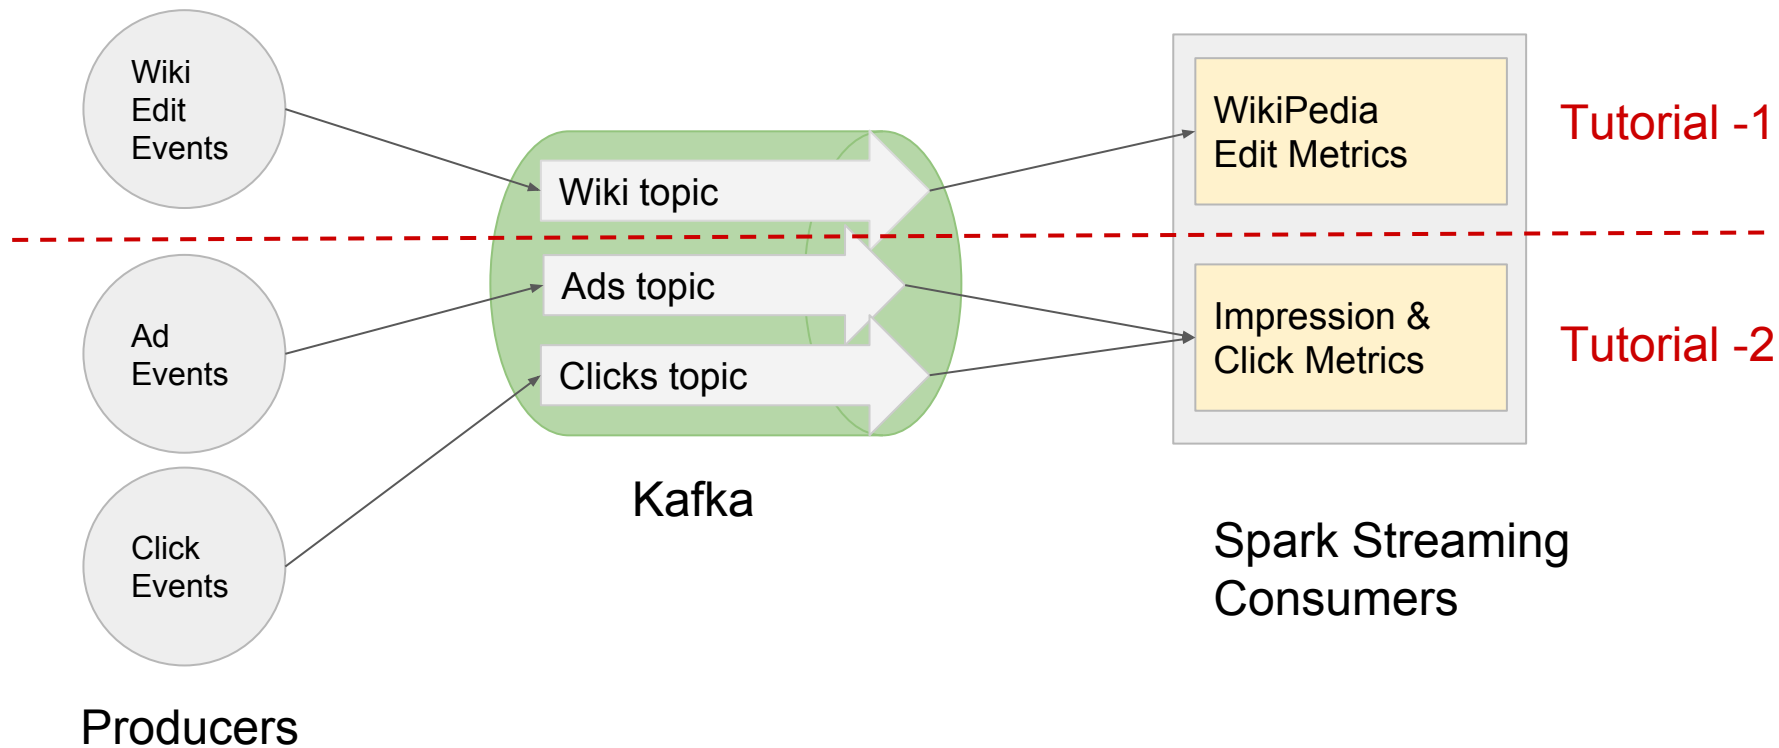 Wiki
Edit
Events
Ad
Events
Click
Events
Producers
Wiki topic
Ads topic
Clicks topic
Kafka
WikiPedia
Edit Metrics
Impression &
Click Metrics
Spark Streaming
Consumers
Tutorial -1
Tutorial -2